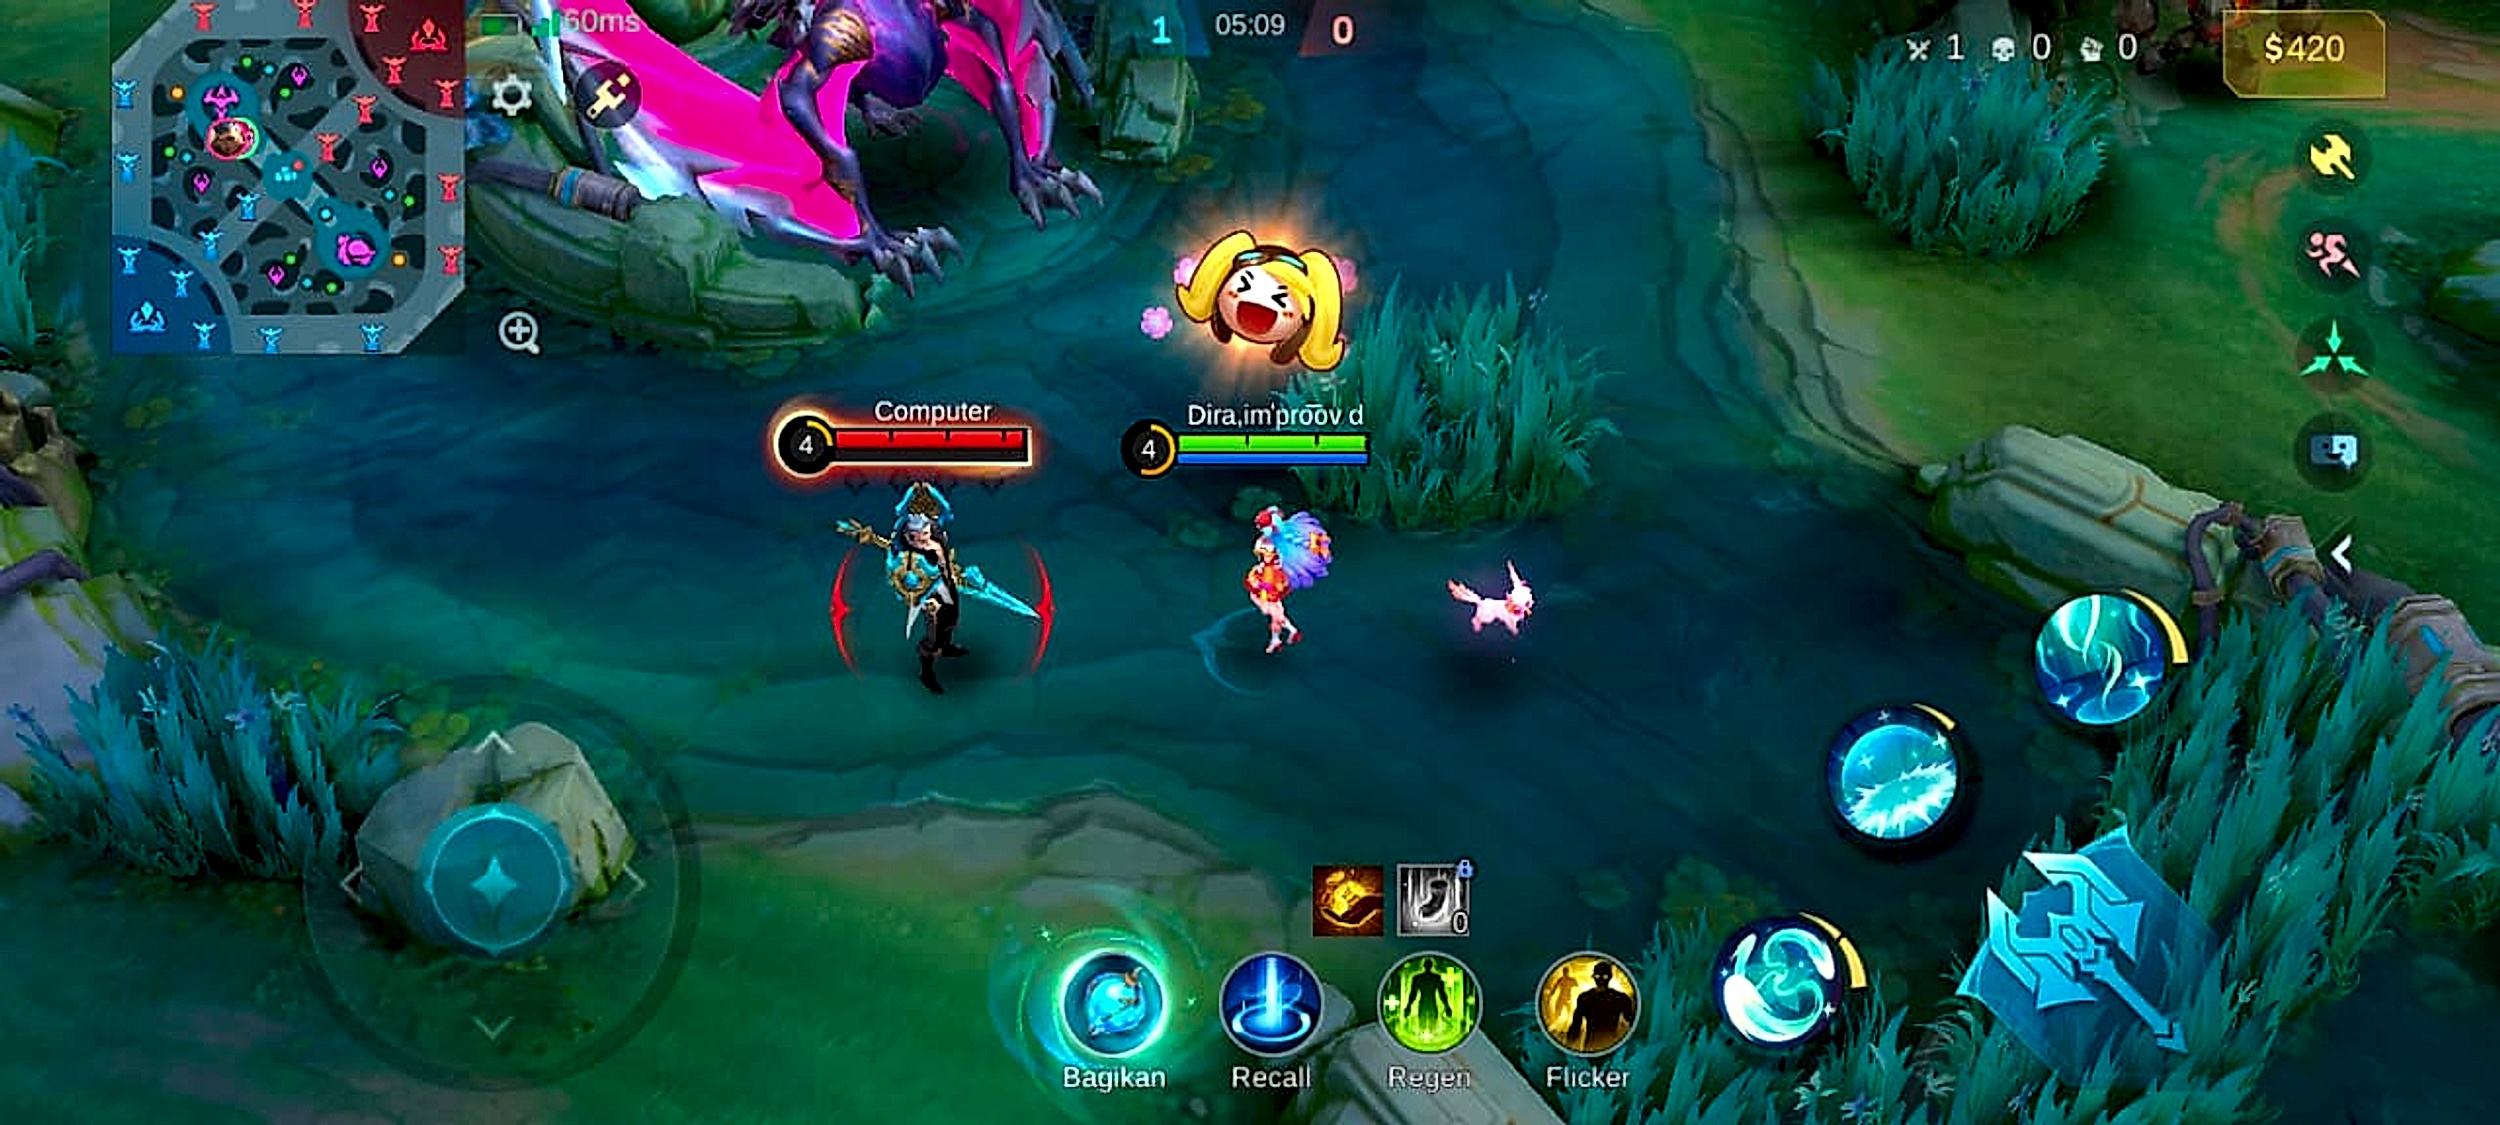 60ms
1 05:09 0
1 0 0
$420
Computer
4
Dira,im'prōōv d
4
0
Bagikan
Recall
Regen
Flicker